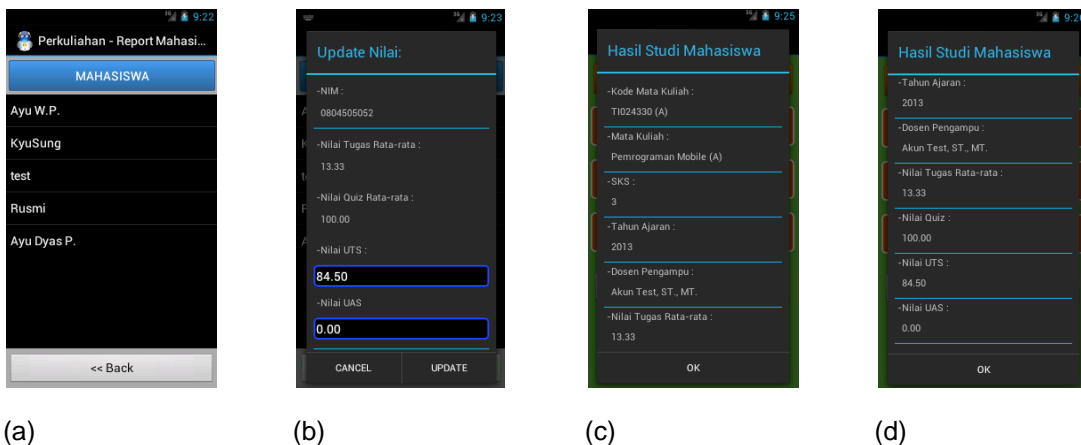 9:22
Perkuliahan - Report Mahasi...
MAHASISWA
Ayu W.P.
KyuSung
test
Rusmi
Ayu Dyas P.
<< Back
(a)
9:23
Update Nilai:
-NIM :
0804505052
-Nilai Tugas Rata-rata :
13.33
-Nilai Quiz Rata-rata :
100.00
-Nilai UTS :
84.50
-Nilai UAS
0.00
CANCEL UPDATE
(b)
9:25
Hasil Studi Mahasiswa
-Kode Mata Kuliah :
TI024330 (A)
-Mata Kuliah :
Pemrograman Mobile (A)
-SKS :
3
-Tahun Ajaran :
2013
-Dosen Pengampu :
Akun Test, ST., MT.
-Nilai Tugas Rata-rata :
13.33
OK
(c)
Hasil Studi Mahasiswa
-Tahun Ajaran :
2013
-Dosen Pengampu :
Akun Test, ST., MT.
-Nilai Tugas Rata-rata :
13.33
-Nilai Quiz :
100.00
-Nilai UTS :
84.50
-Nilai UAS :
0.00
OK
(d)